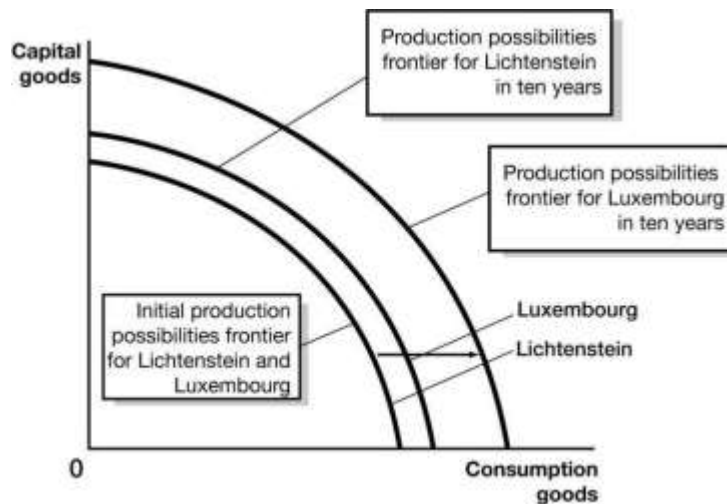 Capital
goods
Production possibilities
frontier for Lichtenstein
in ten years
Production possibilities
frontier for Luxembourg
in ten years
Initial production
possibilities frontier
for Lichtenstein and
Luxembourg
Luxembourg
Lichtenstein
0
Consumption
goods